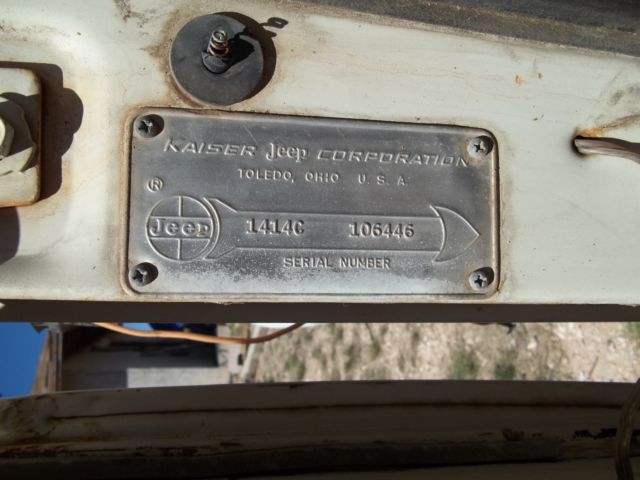 KAISER Jeep CORPORATION
TOLEDO, OHIO U.S.A
®
Jeep 1414C 106446
SERIAL NUMBER